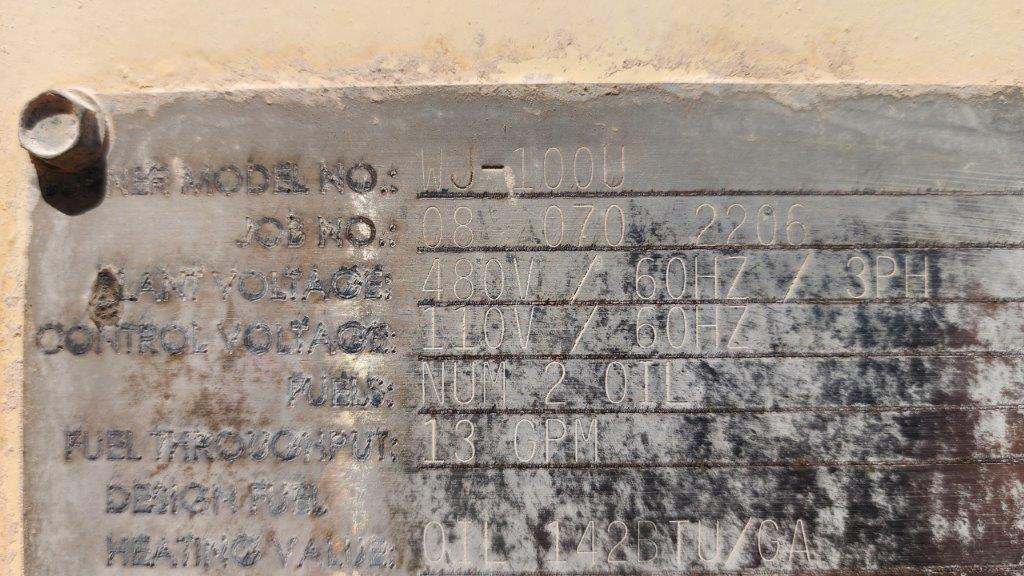 MODEL NO.: WJ-100U
JOB NO.: 08 070 2206
PLANT VOLTAGE: 480V / 60HZ / 3PH
CONTROL VOLTAGE: 110V / 60HZ
FUELS: NUM 2 OIL
FUEL THROUGHPUT: 13 GPM
DESIGN FUEL
HEATING VALUE: OIL 142BTU/GA